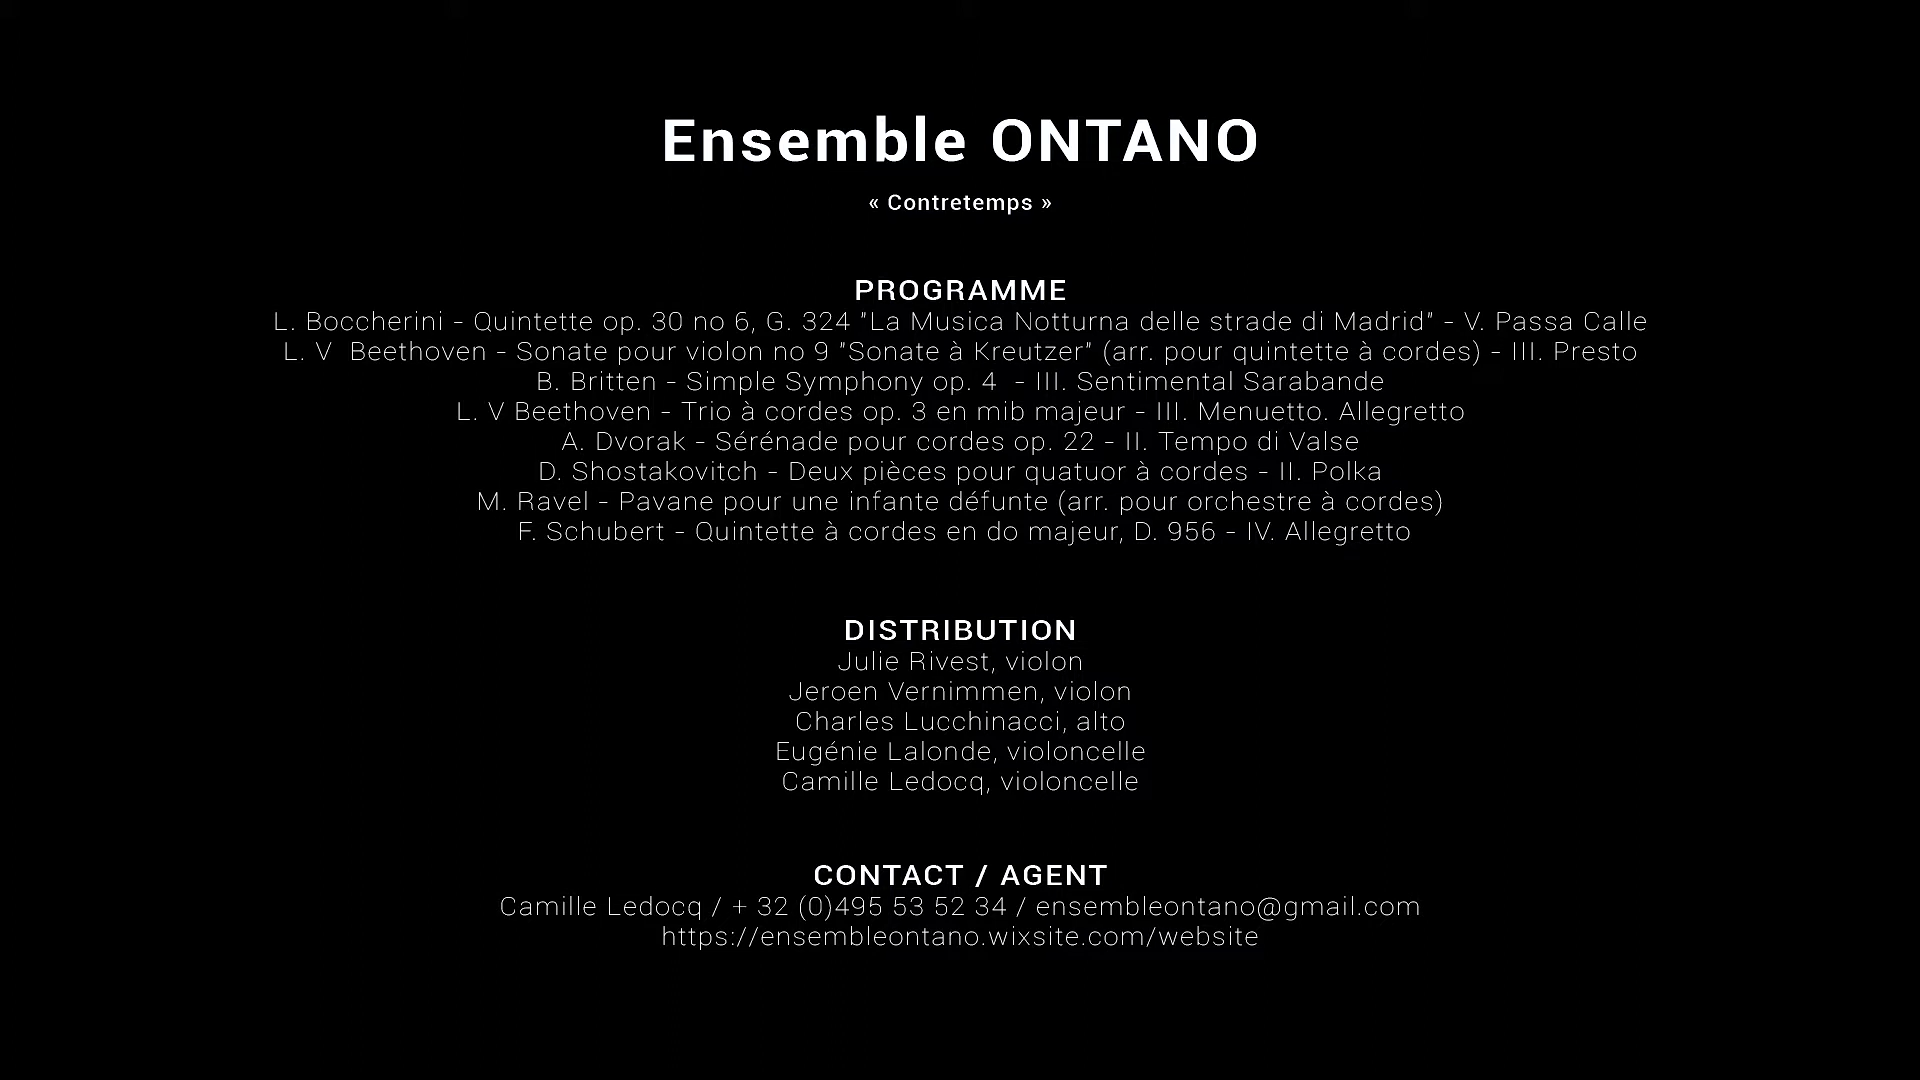 Ensemble ONTANO
« Contretemps »
PROGRAMME
L. Boccherini - Quintette op. 30 no 6, G. 324 "La Musica Notturna delle strade di Madrid" - V. Passa Calle
L. V  Beethoven - Sonate pour violon no 9 "Sonate à Kreutzer" (arr. pour quintette à cordes) - III. Presto
B. Britten - Simple Symphony op. 4  - III. Sentimental Sarabande
L. V Beethoven - Trio à cordes op. 3 en mib majeur - III. Menuetto. Allegretto
A. Dvorak - Sérénade pour cordes op. 22 - II. Tempo di Valse
D. Shostakovitch - Deux pièces pour quatuor à cordes - II. Polka
M. Ravel - Pavane pour une infante défunte (arr. pour orchestre à cordes)
F. Schubert - Quintette à cordes en do majeur, D. 956 - IV. Allegretto
DISTRIBUTION
Julie Rivest, violon
Jeroen Vernimmen, violon
Charles Lucchinacci, alto
Eugénie Lalonde, violoncelle
Camille Ledocq, violoncelle
CONTACT / AGENT
Camille Ledocq / + 32 (0)495 53 52 34 / ensembleontano@gmail.com
https://ensembleontano.wixsite.com/website